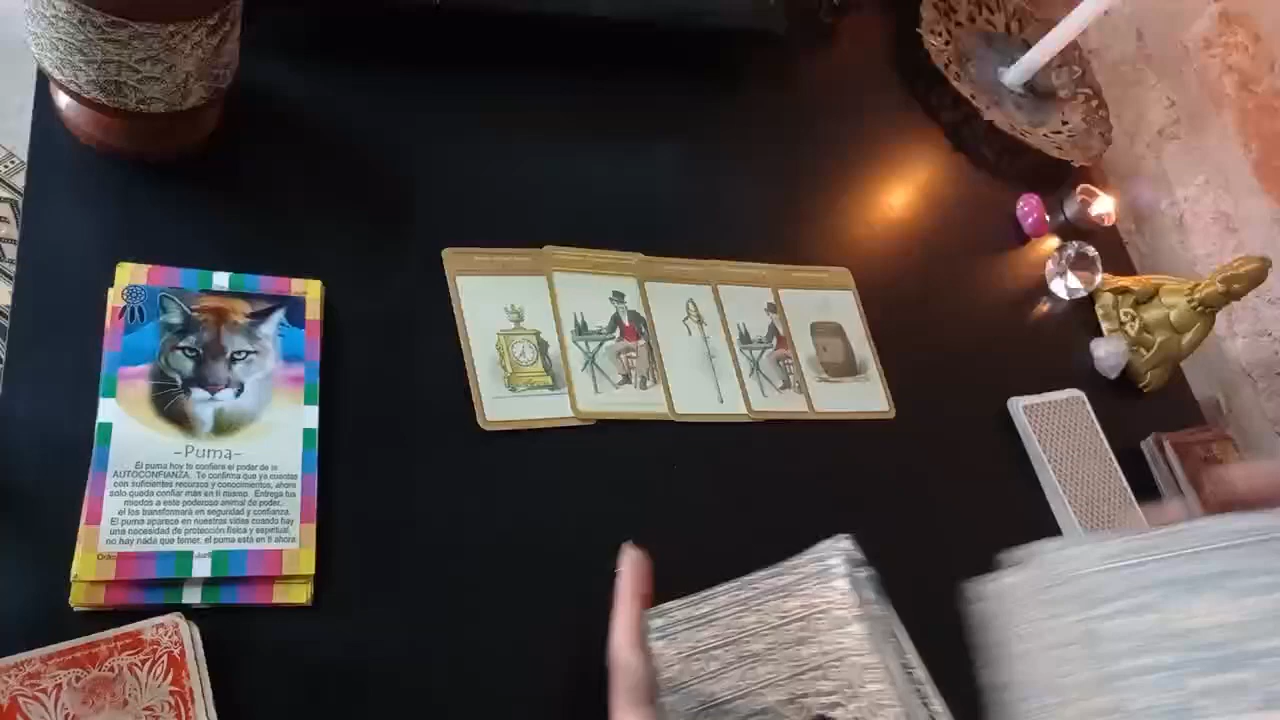 -Puma-
El puma hoy te confiere el poder de la
AUTOCONFIANZA. Te confirma que ya cuentas
con suficientes recursos y conocimientos, ahora
solo queda confiar más en ti mismo. Entrega tus
miedos a este poderoso animal de poder,
el los transformará en seguridad y confianza.
El puma aparece en nuestras vidas cuando hay
una necesidad de protección física y espiritual,
no hay nada que temer, el puma está en ti ahora